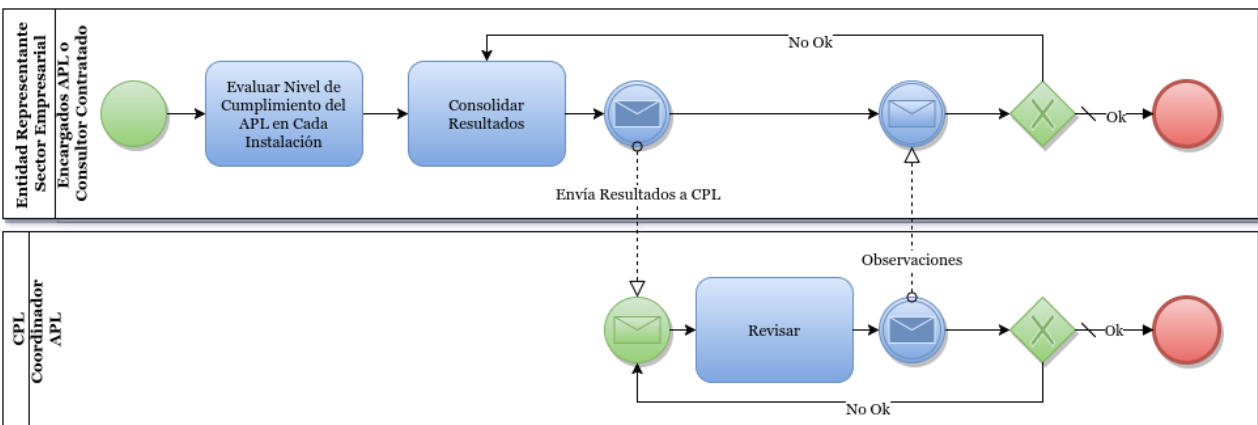 Entidad Representante
Sector Empresarial
Encargados APL o
Consultor Contratado
Evaluar Nivel de
Cumplimiento del
APL en Cada
Instalación
Consolidar
Resultados
No Ok
Ok
Envía Resultados a CPL
Observaciones
CPL
Coordinador
APL
Revisar
Ok
No Ok